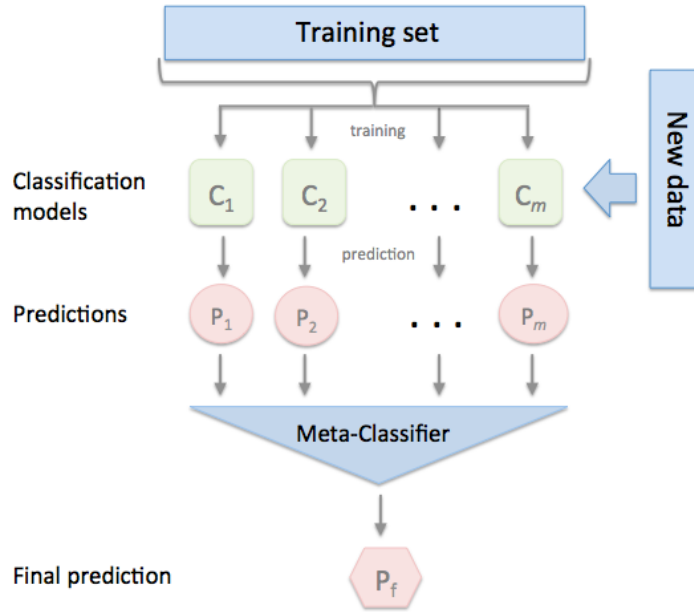 Training set
training
New data
Classification
models
C1 C2 . . . Cm
prediction
Predictions
P1 P2 . . . Pm
Meta-Classifier
Final prediction
Pf